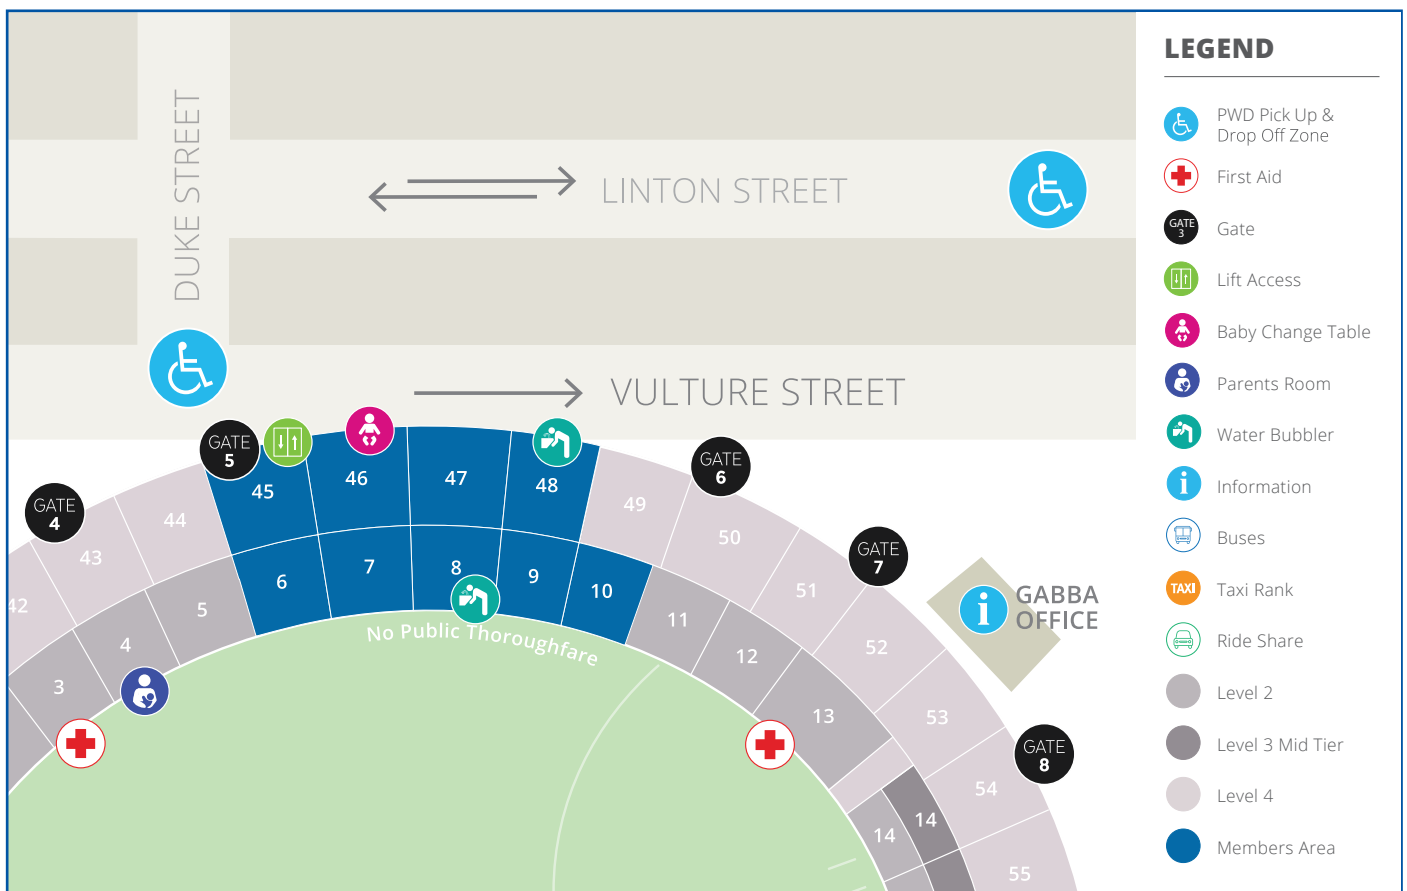 DUKE STREET
LINTON STREET
VULTURE STREET
GATE
4
GATE
5
GATE
6
GATE
7
GATE
8
42
43
44
45
46
47
48
49
50
51
52
53
54
55
3
4
5
6
7
8
9
10
11
12
13
14
14
No Public Thoroughfare
i
GABBA
OFFICE
LEGEND
PWD Pick Up &
Drop Off Zone
First Aid
GATE
3
Gate
Lift Access
Baby Change Table
Parents Room
Water Bubbler
i
Information
Buses
TAXI
Taxi Rank
Ride Share
Level 2
Level 3 Mid Tier
Level 4
Members Area